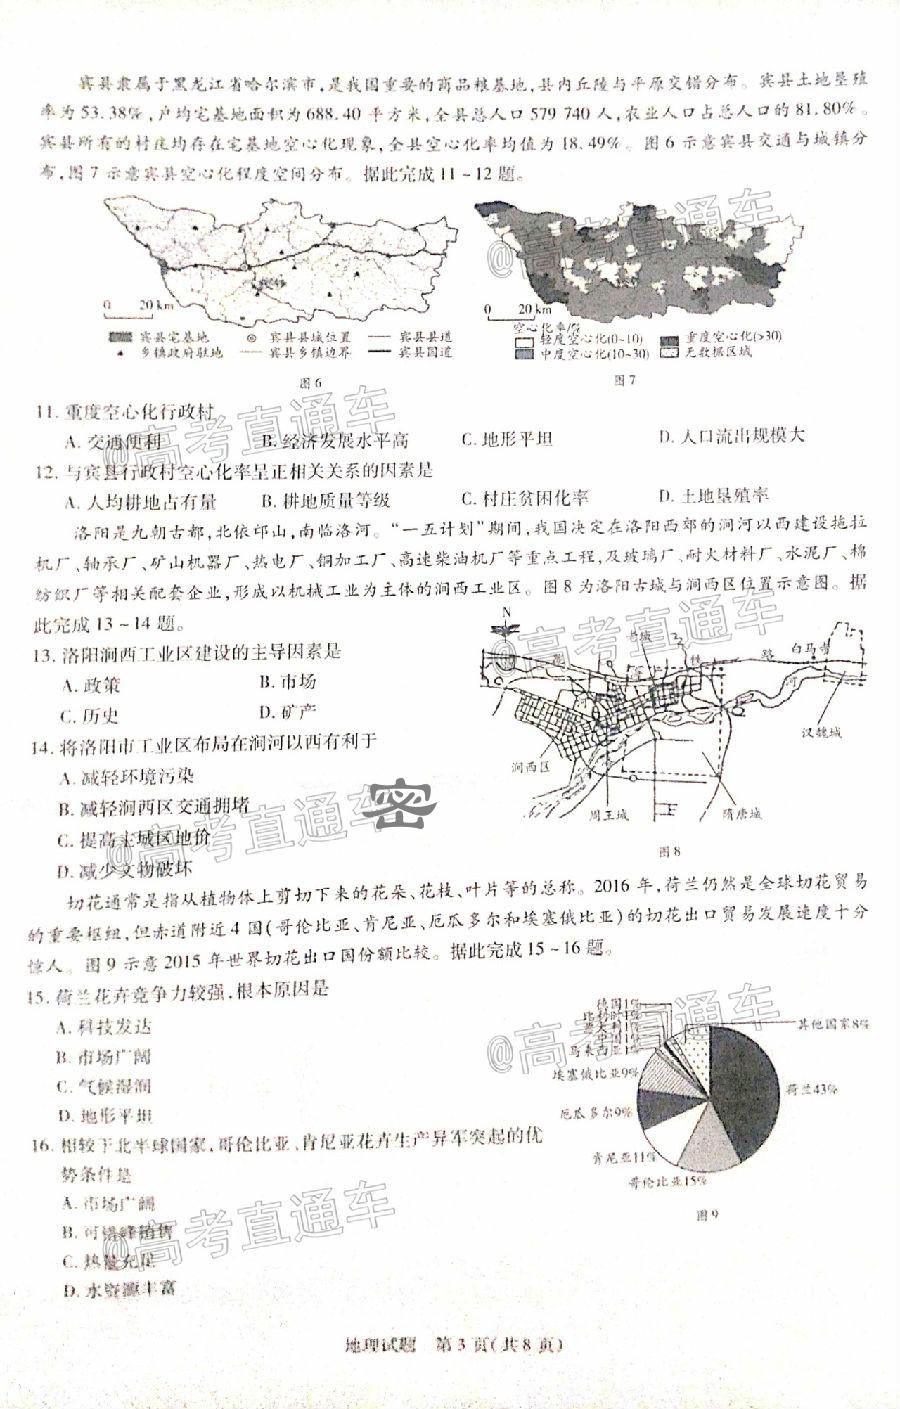 宾县隶属于黑龙江省哈尔滨市,是我国重要的商品粮基地,县内丘陵与平原交错分布。宾县土地垦殖
率为53.38%,户均宅基地面积为688.40平方米,全县总人口579 740人,农业人口占总人口的81.80%。
宾县所有的村庄均存在宅基地空心化现象,全县空心化率均值为18.49%。图6示意宾县交通与城镇分
布,图7示意宾县空心化程度空间分布。据此完成11~12题。
0 20 km
宾县宅基地 宾县县城位置 宾县县道
乡镇政府驻地 宾县乡镇边界 宾县国道
图6
0 20 km
空心化率/%
轻度空心化(0~10) 重度空心化(>30)
中度空心化(10~30) 无数据区域
图7
11. 重度空心化行政村
A. 交通便利 B. 经济发展水平高 C. 地形平坦 D. 人口流出规模大
12. 与宾县行政村空心化率呈正相关关系的因素是
A. 人均耕地占有量 B. 耕地质量等级 C. 村庄贫困化率 D. 土地垦殖率
洛阳是九朝古都,北依邙山,南临洛河。“一五计划”期间,我国决定在洛阳西郊的涧河以西建设拖拉
机厂、轴承厂、矿山机器厂、热电厂、铜加工厂、高速柴油机厂等重点工程,及玻璃厂、耐火材料厂、水泥厂、棉
纺织厂等相关配套企业,形成以机械工业为主体的涧西工业区。图8为洛阳古城与涧西区位置示意图。据
此完成13~14题。
13. 洛阳涧西工业区建设的主导因素是
A. 政策 B. 市场
C. 历史 D. 矿产
14. 将洛阳市工业区布局在涧河以西有利于
A. 减轻环境污染
B. 减轻涧西区交通拥堵
C. 提高主城区地价
D. 减少文物破坏
N
老城
路
白马寺
河
汉魏城
涧西区
周王城
隋唐城
图8
密
切花通常是指从植物体上剪切下来的花朵、花枝、叶片等的总称。2016年,荷兰仍然是全球切花贸易
的重要枢纽,但赤道附近4国(哥伦比亚、肯尼亚、厄瓜多尔和埃塞俄比亚)的切花出口贸易发展速度十分
惊人。图9示意2015年世界切花出口国份额比较。据此完成15~16题。
15. 荷兰花卉竞争力较强,根本原因是
A. 科技发达
B. 市场广阔
C. 气候湿润
D. 地形平坦
16. 相较于北半球国家,哥伦比亚、肯尼亚花卉生产异军突起的优
势条件是
A. 市场广阔
B. 可错峰销售
C. 热量充足
D. 水资源丰富
德国1%
比利时1%
意大利1%
中国1%
马来西亚1%
埃塞俄比亚9%
厄瓜多尔9%
肯尼亚11%
哥伦比亚15%
荷兰43%
其他国家8%
图9
地理试题 第3页(共8页)
@高考直通车
@高考直通车
@高考直通车
@高考直通车
@高考直通车
@高考直通车